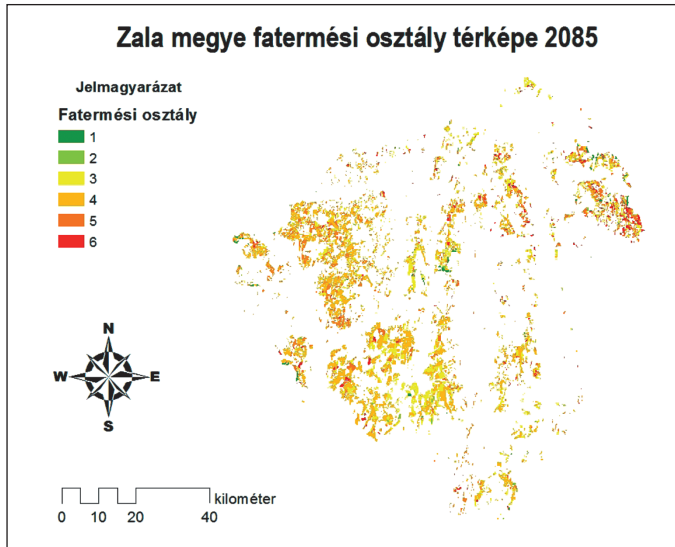 Zala megye fatermési osztály térképe 2085
Jelmagyarázat
Fatermési osztály
1
2
3
4
5
6
N
W E
S
kilométer
0 10 20 40